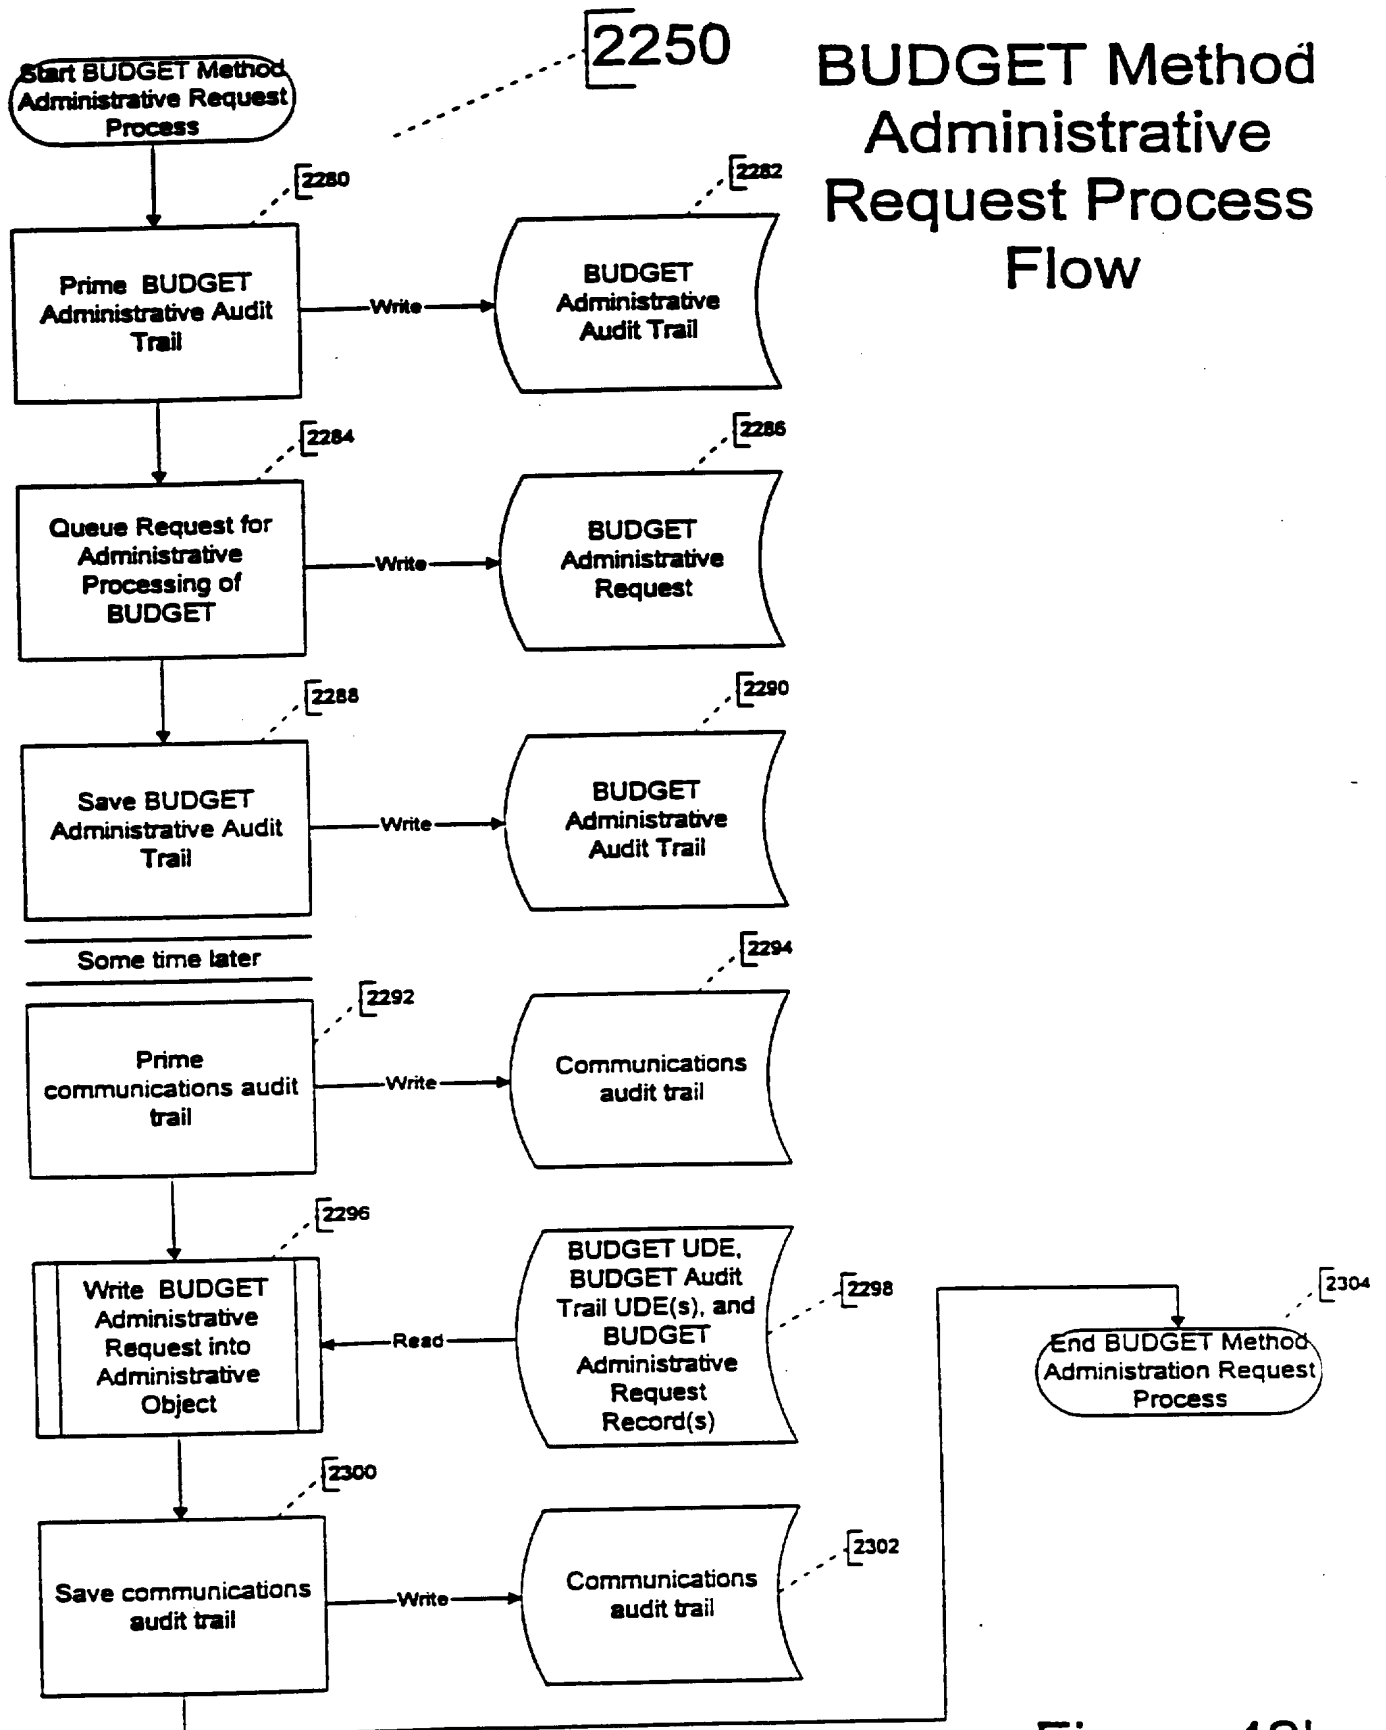 2250
BUDGET Method
Administrative
Request Process
Flow
Start BUDGET Method
Administrative Request
Process
2280
Prime BUDGET
Administrative Audit
Trail
Write
2282
BUDGET
Administrative
Audit Trail
2284
Queue Request for
Administrative
Processing of
BUDGET
Write
2286
BUDGET
Administrative
Request
2288
Save BUDGET
Administrative Audit
Trail
Write
2290
BUDGET
Administrative
Audit Trail
Some time later
2292
Prime
communications audit
trail
Write
2294
Communications
audit trail
2296
Write BUDGET
Administrative
Request into
Administrative
Object
Read
BUDGET UDE,
BUDGET Audit
Trail UDE(s), and
BUDGET
Administrative
Request
Record(s)
2298
2300
Save communications
audit trail
Write
Communications
audit trail
2302
2304
End BUDGET Method
Administration Request
Process